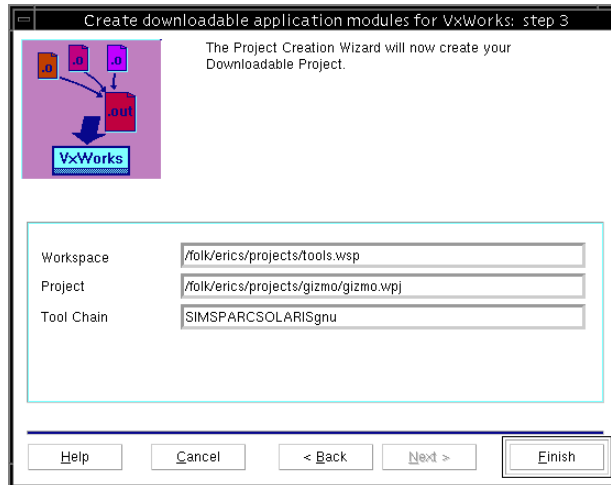 Create downloadable application modules for VxWorks: step 3
The Project Creation Wizard will now create your
Downloadable Project.
.o .o .o
.out
VxWorks
Workspace /folk/erics/projects/tools.wsp
Project /folk/erics/projects/gizmo/gizmo.wpj
Tool Chain SIMSPARCSOLARISgnu
Help Cancel < Back Next > Finish